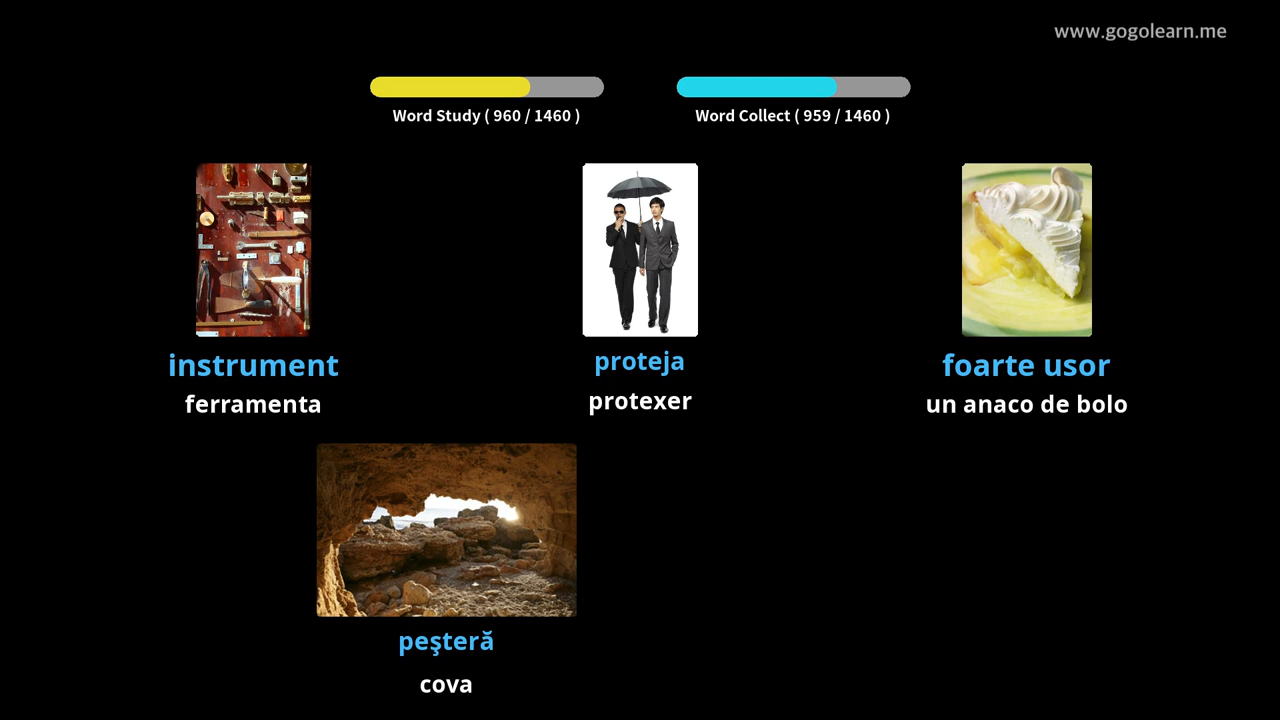 www.gogolearn.me
Word Study ( 960 / 1460 )
Word Collect ( 959 / 1460 )
instrument
ferramenta
proteja
protexer
foarte usor
un anaco de bolo
peşteră
cova